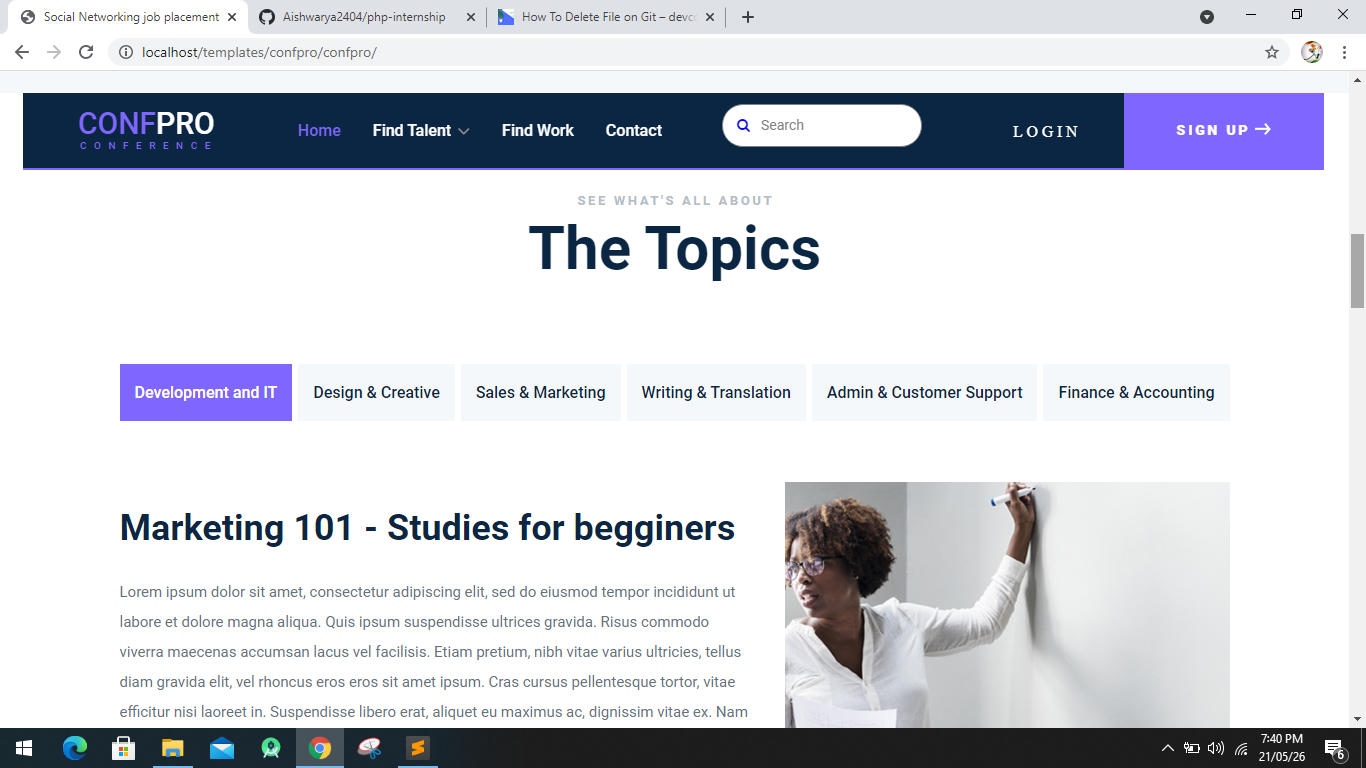 Social Networking job placement
Aishwarya2404/php-internship
How To Delete File on Git – devc
localhost/templates/confpro/confpro/
CONFPRO
CONFERENCE
Home
Find Talent
Find Work
Contact
Search
LOGIN
SIGN UP
SEE WHAT'S ALL ABOUT
The Topics
Development and IT
Design & Creative
Sales & Marketing
Writing & Translation
Admin & Customer Support
Finance & Accounting
Marketing 101 - Studies for begginers
Lorem ipsum dolor sit amet, consectetur adipiscing elit, sed do eiusmod tempor incididunt ut
labore et dolore magna aliqua. Quis ipsum suspendisse ultrices gravida. Risus commodo
viverra maecenas accumsan lacus vel facilisis. Etiam pretium, nibh vitae varius ultricies, tellus
diam gravida elit, vel rhoncus eros eros sit amet ipsum. Cras cursus pellentesque tortor, vitae
efficitur nisi laoreet in. Suspendisse libero erat, aliquet eu maximus ac, dignissim vitae ex. Nam
7:40 PM
21/05/26
6